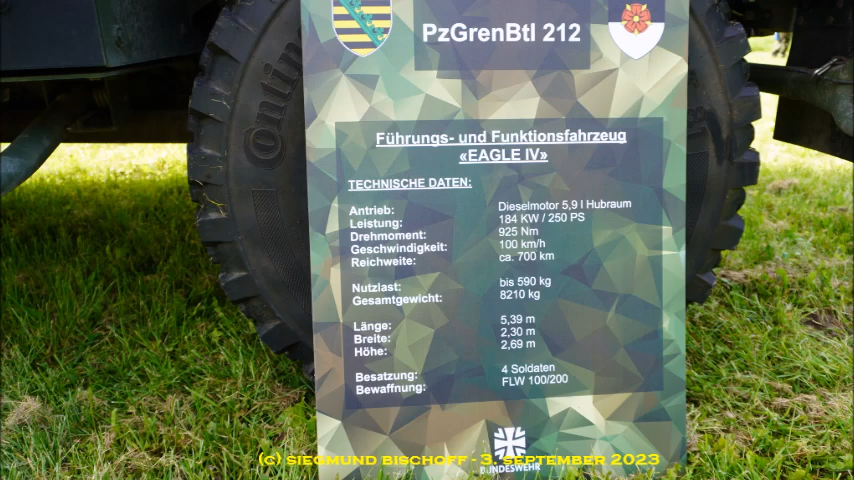 PzGrenBtl 212
Contin
Führungs- und Funktionsfahrzeug
«EAGLE IV»
TECHNISCHE DATEN:
Antrieb: Dieselmotor 5,9 l Hubraum
Leistung: 184 KW / 250 PS
Drehmoment: 925 Nm
Geschwindigkeit: 100 km/h
Reichweite: ca. 700 km
Nutzlast: bis 590 kg
Gesamtgewicht: 8210 kg
Länge: 5,39 m
Breite: 2,30 m
Höhe: 2,69 m
Besatzung: 4 Soldaten
Bewaffnung: FLW 100/200
(c) SIEGMUND BISCHOFF - 3. SEPTEMBER 2023
BUNDESWEHR